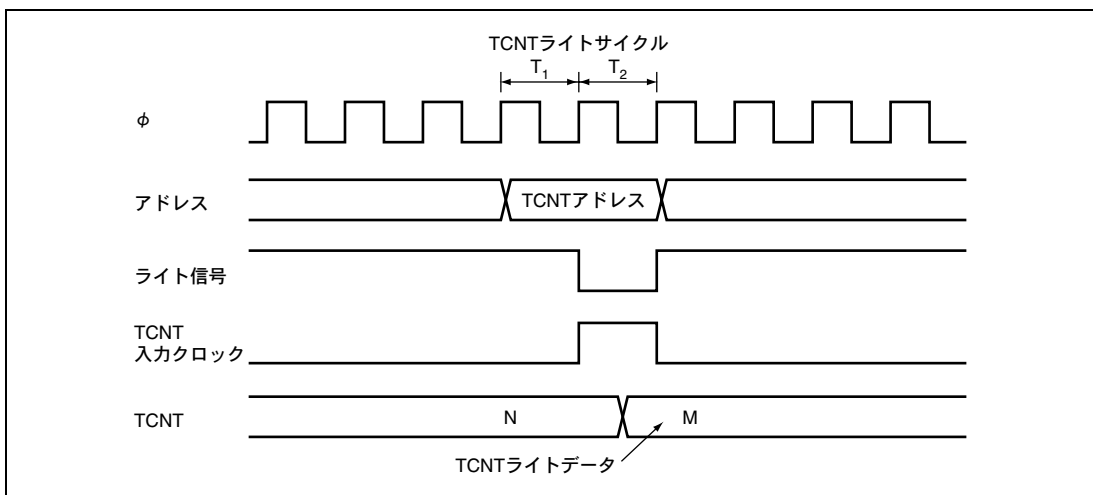 TCNTライトサイクル
T1 T2
φ
アドレス
TCNTアドレス
ライト信号
TCNT
入力クロック
TCNT
N
M
TCNTライトデータ